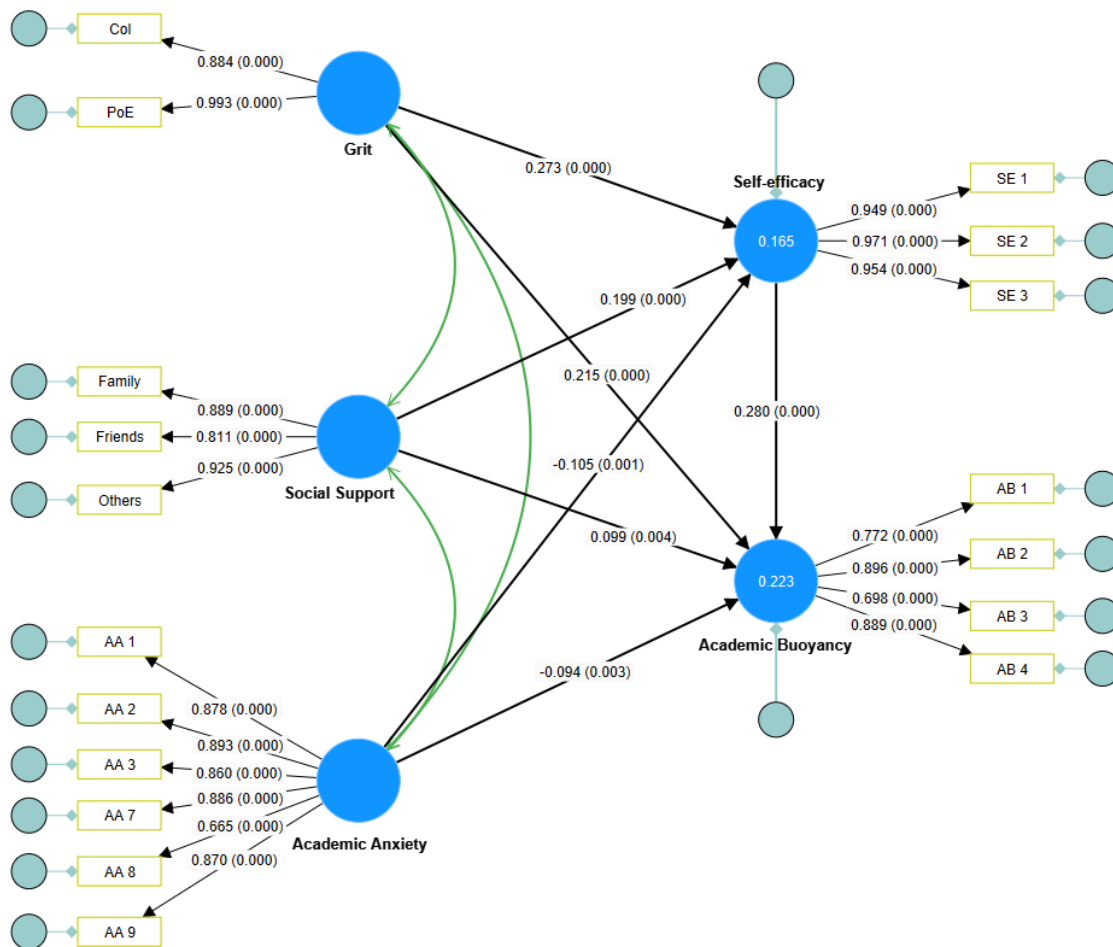 CoI
0.884 (0.000)
PoE
0.993 (0.000)
Grit
0.273 (0.000)
Self-efficacy
0.165
SE 1
0.949 (0.000)
SE 2
0.971 (0.000)
SE 3
0.954 (0.000)
0.199 (0.000)
Family
0.889 (0.000)
Friends
0.811 (0.000)
Others
0.925 (0.000)
Social Support
0.215 (0.000)
0.280 (0.000)
-0.105 (0.001)
0.099 (0.004)
AB 1
0.772 (0.000)
AB 2
0.896 (0.000)
0.223
AB 3
0.698 (0.000)
AB 4
0.889 (0.000)
Academic Buoyancy
-0.094 (0.003)
AA 1
0.878 (0.000)
AA 2
0.893 (0.000)
AA 3
0.860 (0.000)
AA 7
0.886 (0.000)
AA 8
0.665 (0.000)
AA 9
0.870 (0.000)
Academic Anxiety